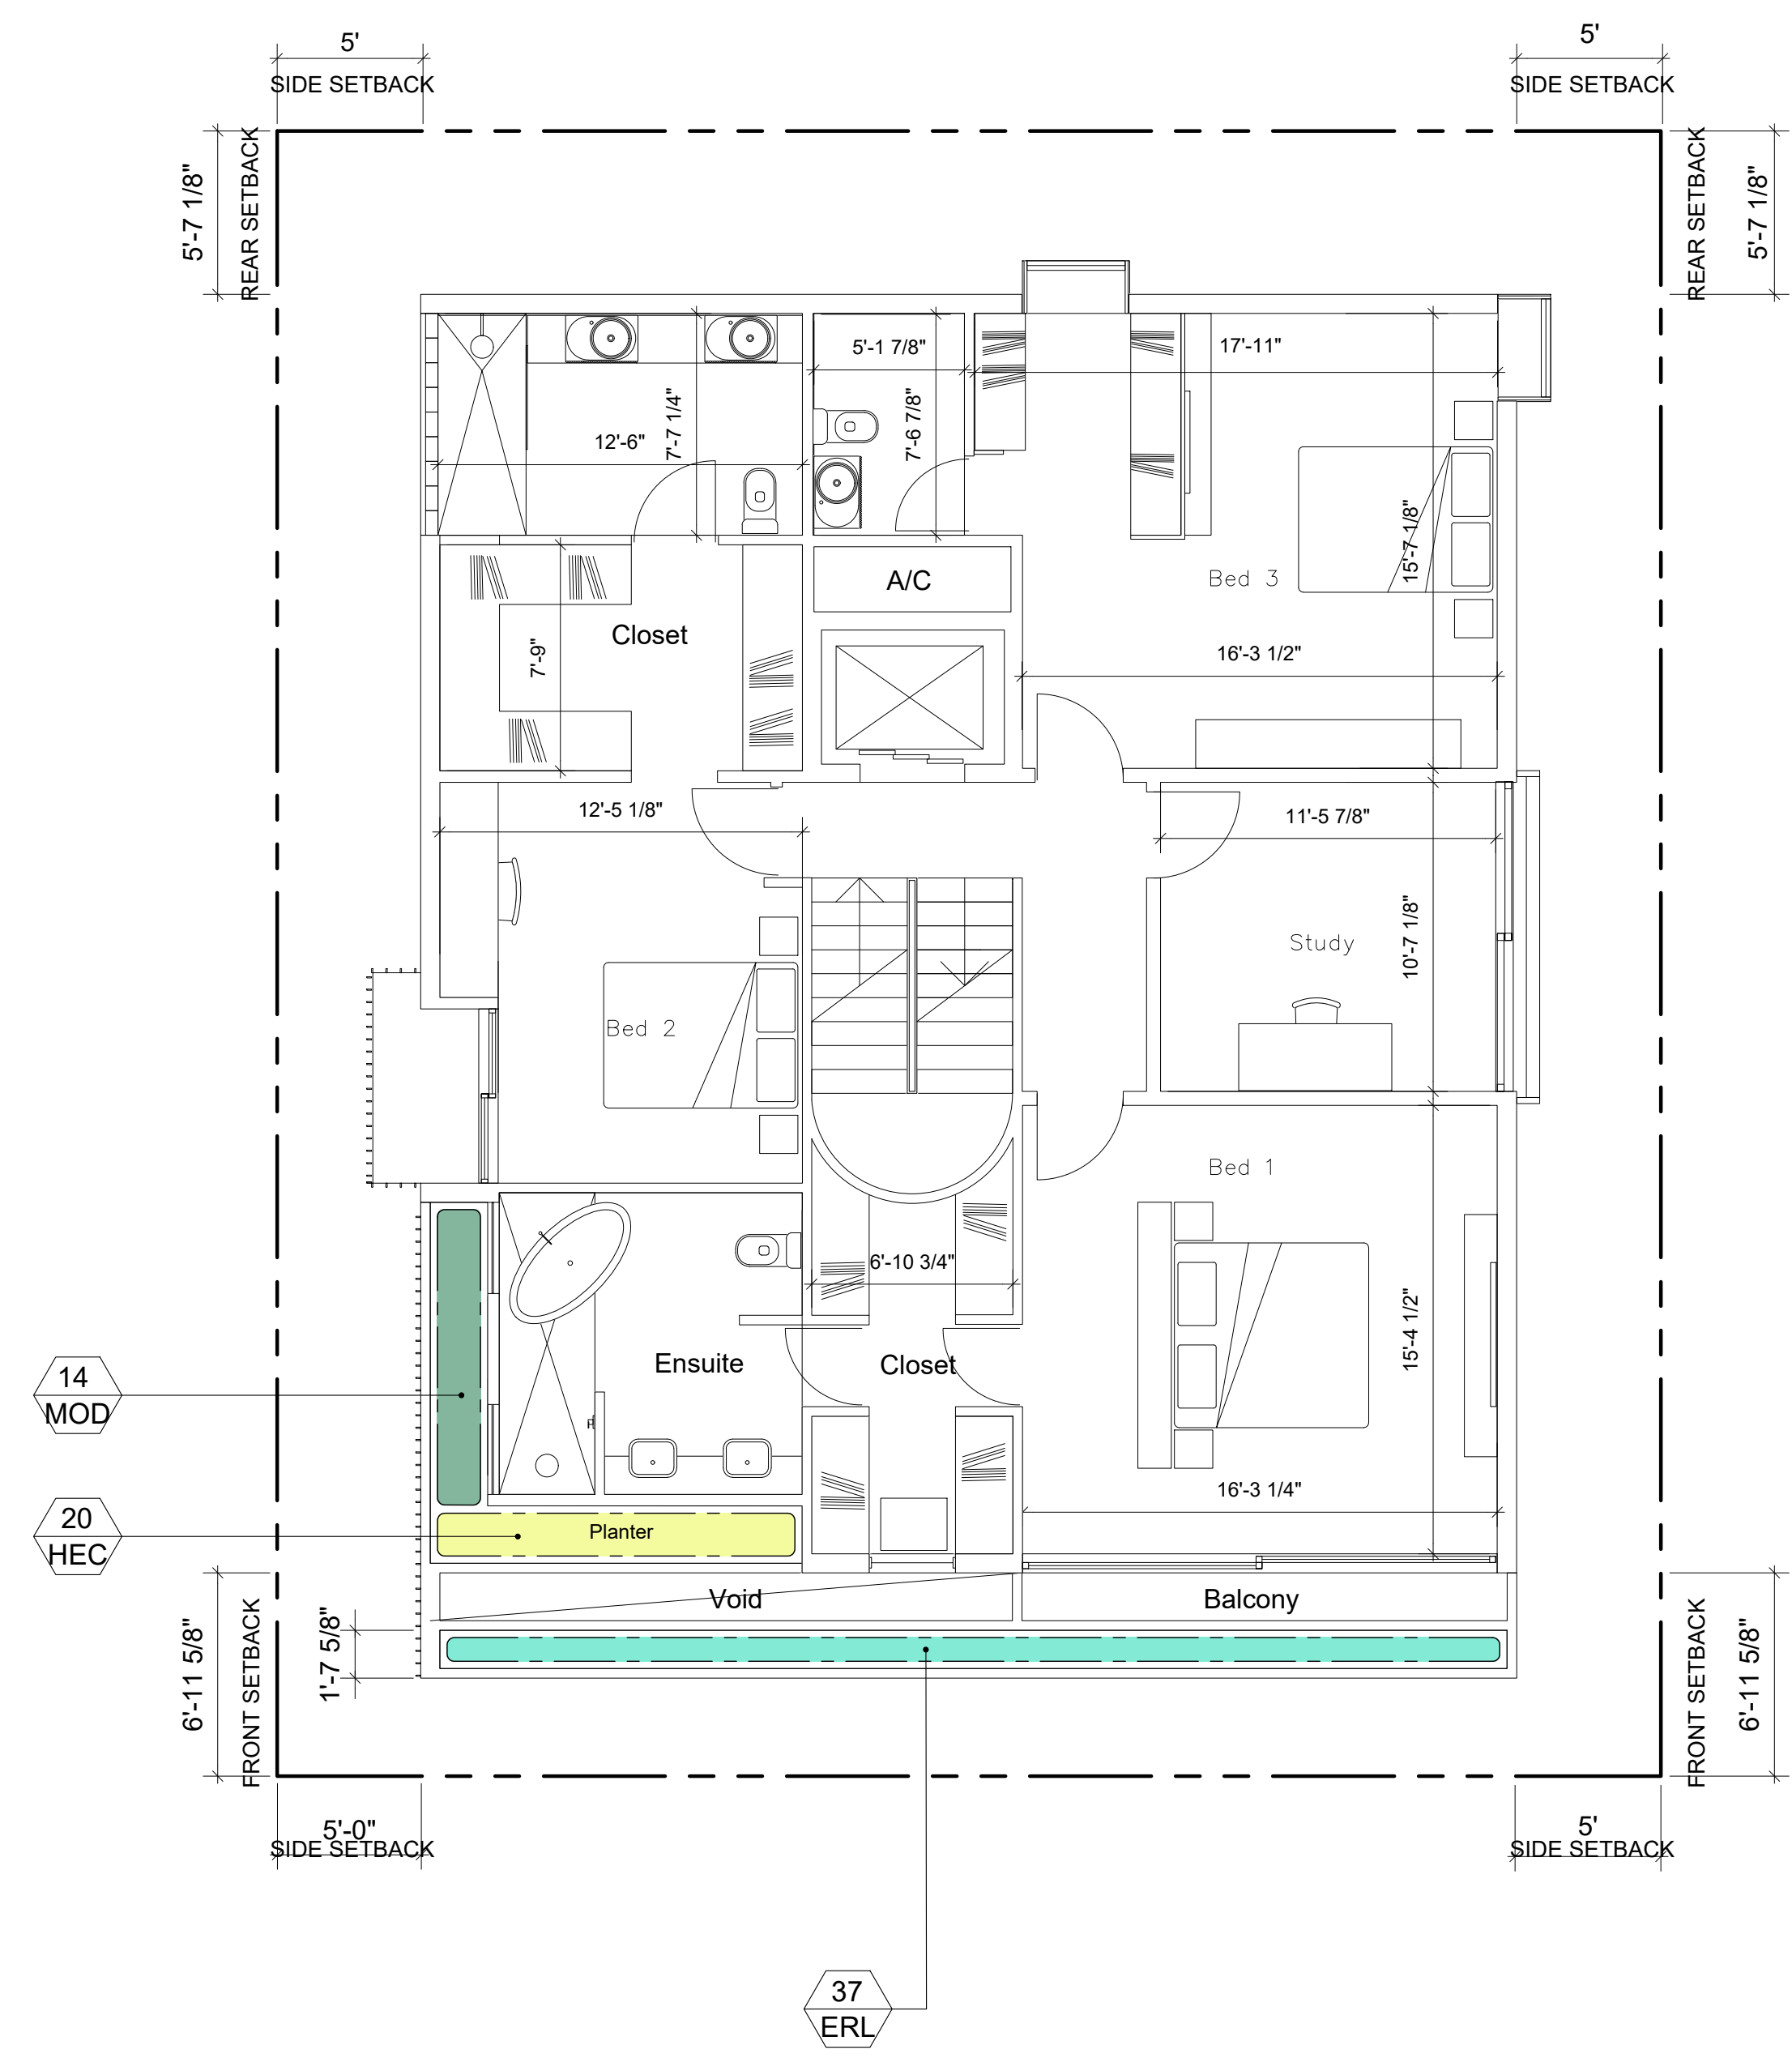 5'
5'
SIDE SETBACK
SIDE SETBACK
5'-7 1/8"
REAR SETBACK
REAR SETBACK
5'-7 1/8"
5'-1 7/8"
17'-11"
12'-6"
7'-7 1/4"
7'-6 7/8"
15'-7 1/8"
A/C
Bed 3
Closet
7'-9"
16'-3 1/2"
12'-5 1/8"
11'-5 7/8"
10'-7 1/8"
Study
Bed 2
Bed 1
6'-10 3/4"
15'-4 1/2"
Ensuite
Closet
14
MOD
16'-3 1/4"
20
HEC
Planter
Void
Balcony
6'-11 5/8"
FRONT SETBACK
1'-7 5/8"
FRONT SETBACK
6'-11 5/8"
5'-0"
5'
SIDE SETBACK
SIDE SETBACK
37
ERL